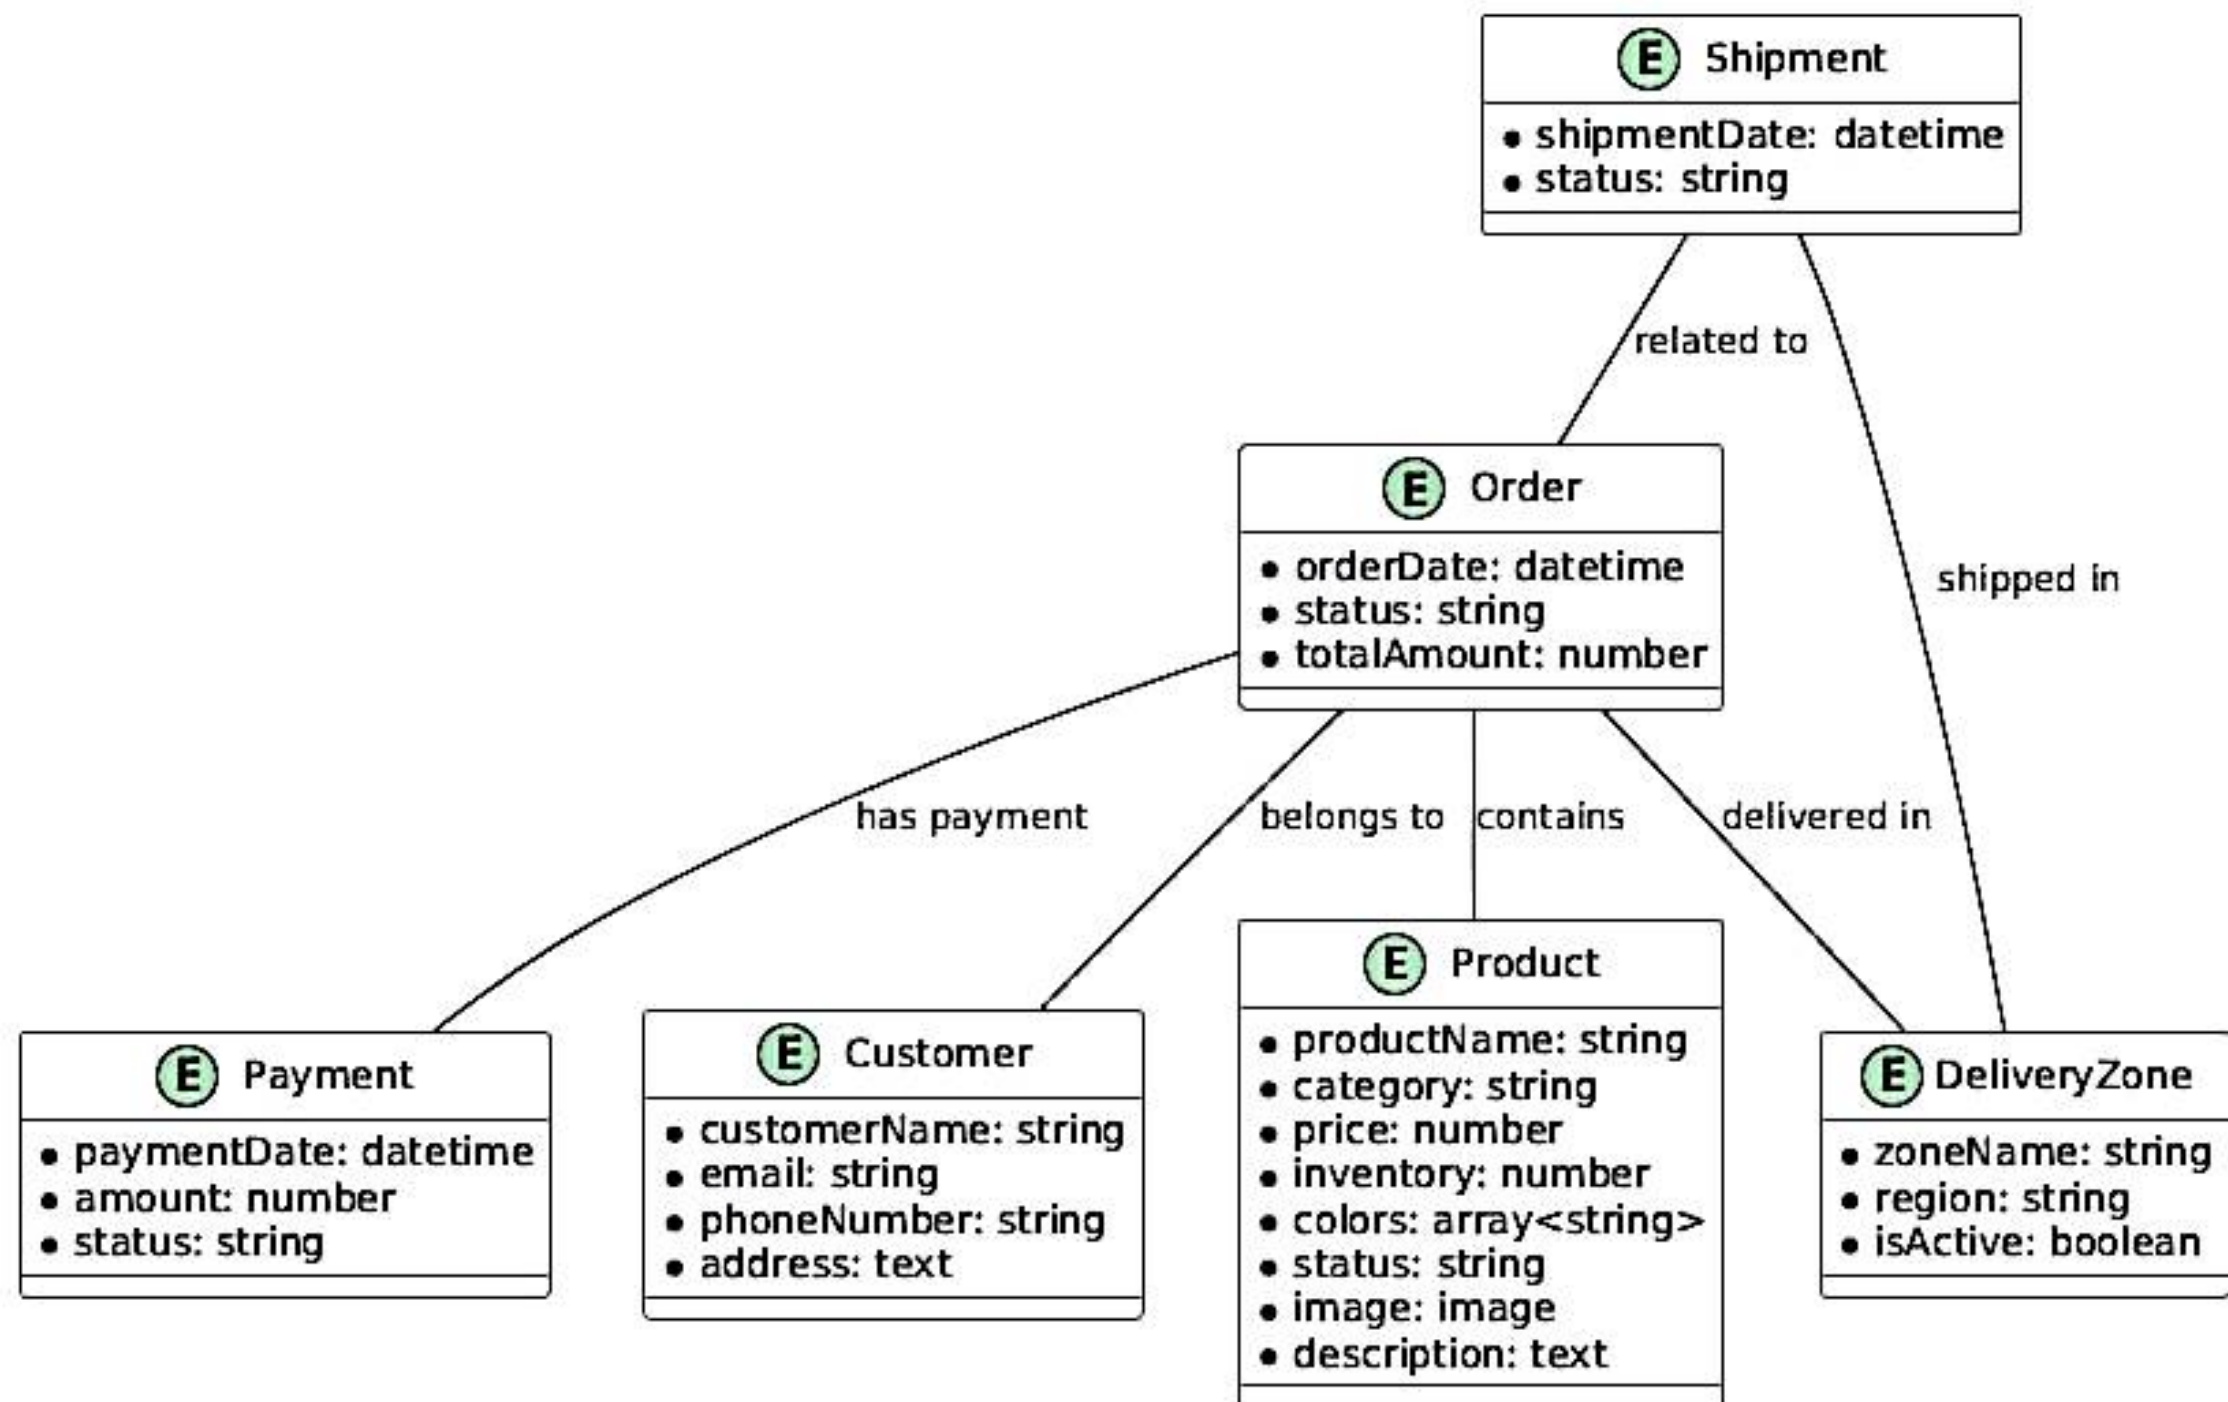 E Shipment
• shipmentDate: datetime
• status: string
related to
E Order
• orderDate: datetime
• status: string
• totalAmount: number
shipped in
has payment
belongs to
contains
delivered in
E Payment
• paymentDate: datetime
• amount: number
• status: string
E Customer
• customerName: string
• email: string
• phoneNumber: string
• address: text
E Product
• productName: string
• category: string
• price: number
• inventory: number
• colors: array<string>
• status: string
• image: image
• description: text
E DeliveryZone
• zoneName: string
• region: string
• isActive: boolean